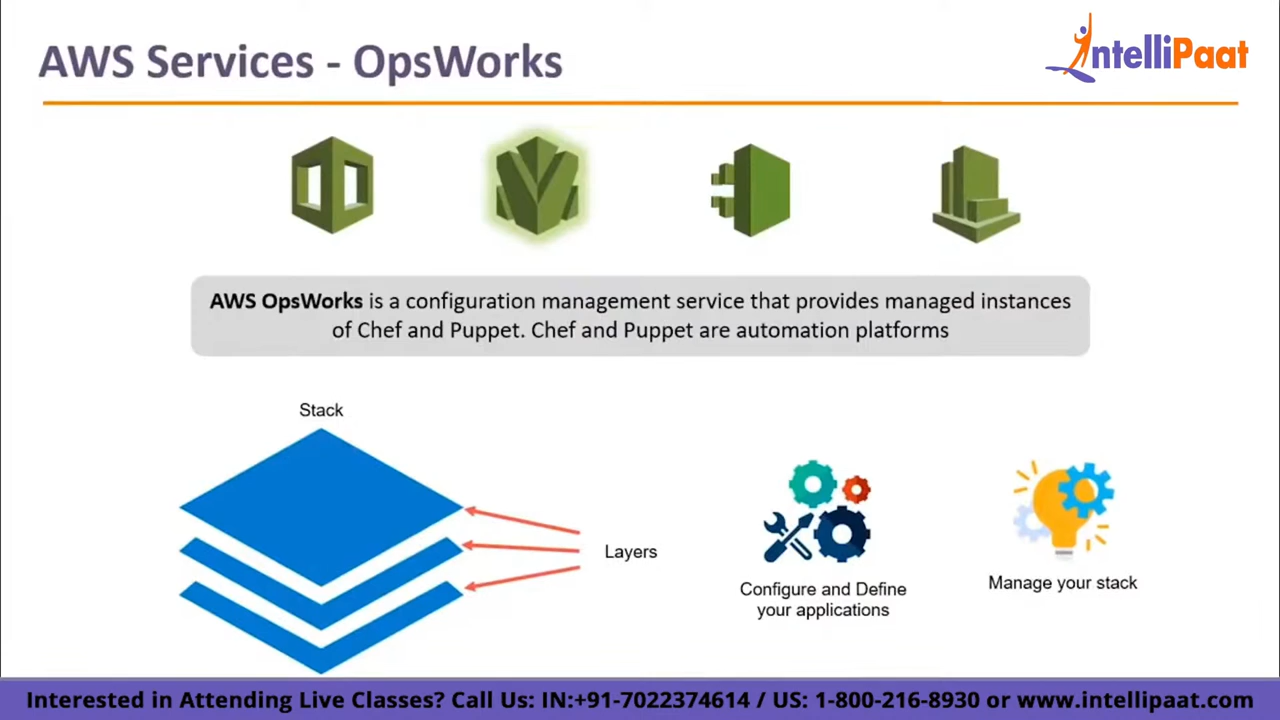 AWS Services - OpsWorks
IntelliPaat
AWS OpsWorks is a configuration management service that provides managed instances
of Chef and Puppet. Chef and Puppet are automation platforms
Stack
Layers
Configure and Define
your applications
Manage your stack
Interested in Attending Live Classes? Call Us: IN:+91-7022374614 / US: 1-800-216-8930 or www.intellipaat.com